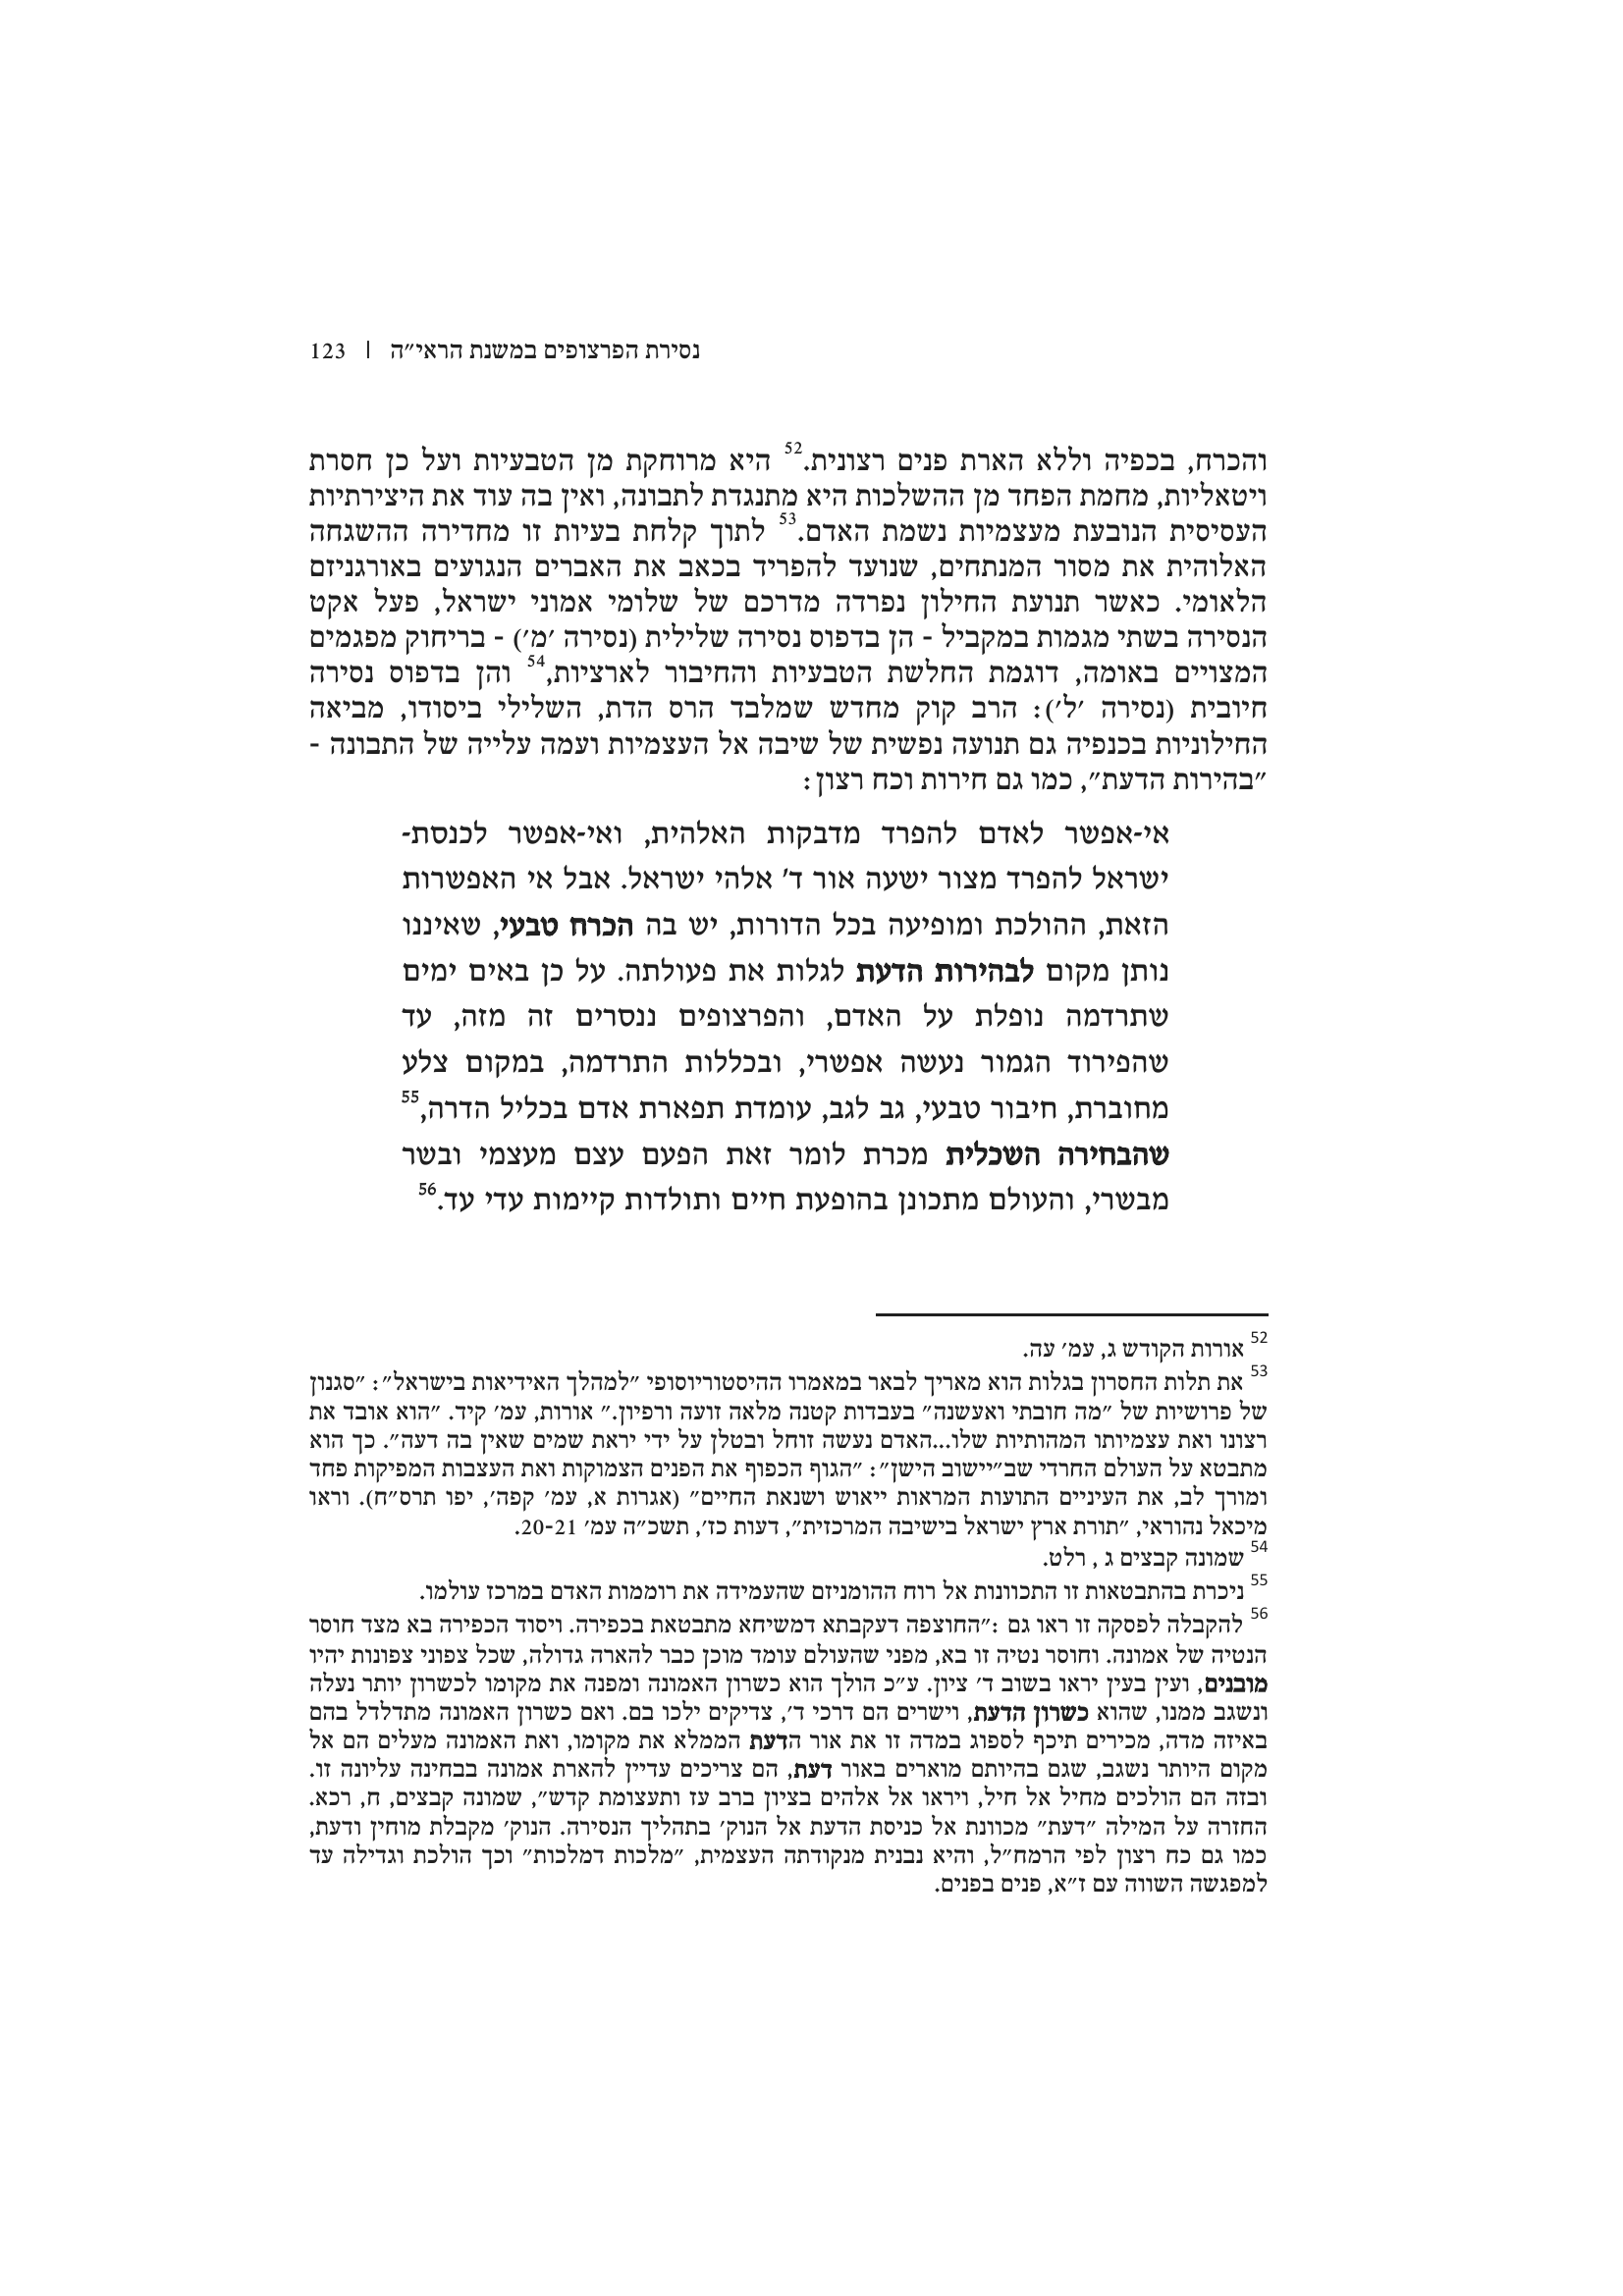 נסירת הפרצופים במשנת הראי״ה | 123
והכרח, בכפיה וללא הארת פנים רצונית.52 היא מרוחקת מן הטבעיות ועל כן חסרת
ויטאליות, מחמת הפחד מן ההשלכות היא מתנגדת לתבונה, ואין בה עוד את היצירתיות
העסיסית הנובעת מעצמיות נשמת האדם.53 לתוך קלחת בעיות זו מחדירה ההשגחה
האלוהית את מסור המנתחים, שנועד להפריד בכאב את האברים הנגועים באורגניזם
הלאומי. כאשר תנועת החילון נפרדה מדרכם של שלומי אמוני ישראל, פעל אקט
הנסירה בשתי מגמות במקביל - הן בדפוס נסירה שלילית (נסירה ׳מ׳) - בריחוק מפגמים
המצויים באומה, דוגמת החלשת הטבעיות והחיבור לארציות,54 והן בדפוס נסירה
חיובית (נסירה ׳ל׳): הרב קוק מחדש שמלבד הרס הדת, השלילי ביסודו, מביאה
החילוניות בכנפיה גם תנועה נפשית של שיבה אל העצמיות ועמה עלייה של התבונה -
״בהירות הדעת״, כמו גם חירות וכח רצון:
אי-אפשר לאדם להפרד מדבקות האלהית, ואי-אפשר לכנסת-
ישראל להפרד מצור ישעה אור ד׳ אלהי ישראל. אבל אי האפשרות
הזאת, ההולכת ומופיעה בכל הדורות, יש בה הכרח טבעי, שאיננו
נותן מקום לבהירות הדעת לגלות את פעולתה. על כן באים ימים
שתרדמה נופלת על האדם, והפרצופים ננסרים זה מזה, עד
שהפירוד הגמור נעשה אפשרי, ובכללות התרדמה, במקום צלע
מחוברת, חיבור טבעי, גב לגב, עומדת תפארת אדם בכליל הדרה,55
שהבחירה השכלית מכרת לומר זאת הפעם עצם מעצמי ובשר
מבשרי, והעולם מתכונן בהופעת חיים ותולדות קיימות עדי עד.56
52 אורות הקודש ג, עמ׳ עה.
53 את תלות החסרון בגלות הוא מאריך לבאר במאמרו ההיסטוריוסופי ״למהלך האידיאות בישראל״: ״סגנון
של פרושיות של ״מה חובתי ואעשנה״ בעבדות קטנה מלאה זועה ורפיון.״ אורות, עמ׳ קיד. ״הוא אובד את
רצונו ואת עצמיותו המהותיות שלו...האדם נעשה זוחל ובטלן על ידי יראת שמים שאין בה דעה״. כך הוא
מתבטא על העולם החרדי שב״יישוב הישן״: ״הגוף הכפוף את הפנים הצמוקות ואת העצבות המפיקות פחד
ומורך לב, את העיניים התועות המראות ייאוש ושנאת החיים״ (אגרות א, עמ׳ קפה׳, יפו תרס״ח). וראו
מיכאל נהוראי, ״תורת ארץ ישראל בישיבה המרכזית״, דעות כז׳, תשכ״ה עמ׳ 20-21.
54 שמונה קבצים ג , רלט.
55 ניכרת בהתבטאות זו התכוונות אל רוח ההומניזם שהעמידה את רוממות האדם במרכז עולמו.
56 להקבלה לפסקה זו ראו גם :״החוצפה דעקבתא דמשיחא מתבטאת בכפירה. ויסוד הכפירה בא מצד חוסר
הנטיה של אמונה. וחוסר נטיה זו בא, מפני שהעולם עומד מוכן כבר להארה גדולה, שכל צפוני צפונות יהיו
מובנים, ועין בעין יראו בשוב ד׳ ציון. ע״כ הולך הוא כשרון האמונה ומפנה את מקומו לכשרון יותר נעלה
ונשגב ממנו, שהוא כשרון הדעת, וישרים הם דרכי ד׳, צדיקים ילכו בם. ואם כשרון האמונה מתדלדל בהם
באיזה מדה, מכירים תיכף לספוג במדה זו את אור הדעת הממלא את מקומו, ואת האמונה מעלים הם אל
מקום היותר נשגב, שגם בהיותם מוארים באור דעת, הם צריכים עדיין להארת אמונה בבחינה עליונה זו.
ובזה הם הולכים מחיל אל חיל, ויראו אל אלהים בציון ברב עז ותעצומת קדש״, שמונה קבצים, ח, רכא.
החזרה על המילה ״דעת״ מכוונת אל כניסת הדעת אל הנוק׳ בתהליך הנסירה. הנוק׳ מקבלת מוחין ודעת,
כמו גם כח רצון לפי הרמח״ל, והיא נבנית מנקודתה העצמית, ״מלכות דמלכות״ וכך הולכת וגדילה עד
למפגשה השווה עם ז״א, פנים בפנים.